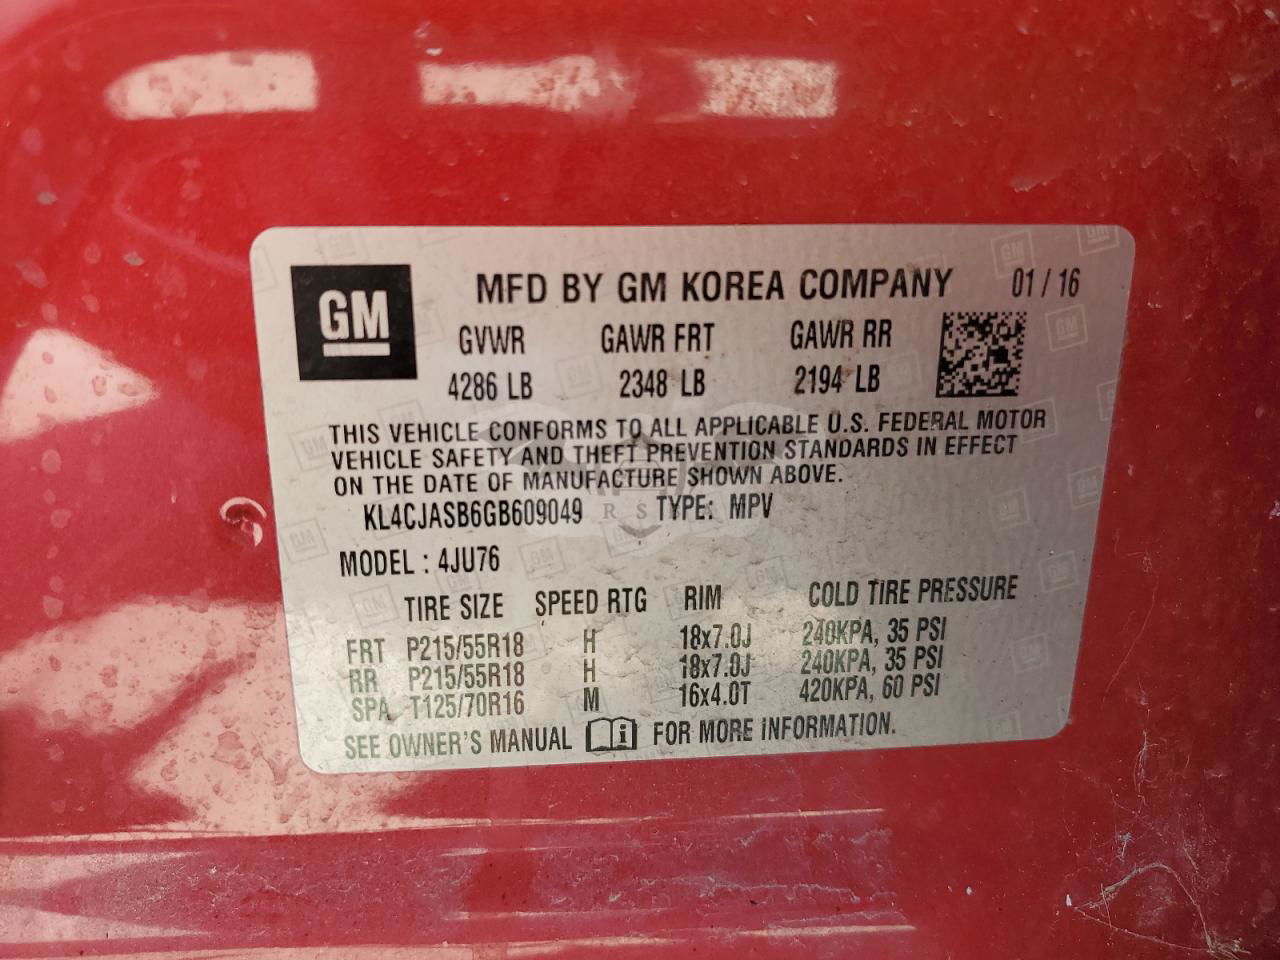 GM
MFD BY GM KOREA COMPANY 01 / 16
GVWR GAWR FRT GAWR RR
4286 LB 2348 LB 2194 LB
THIS VEHICLE CONFORMS TO ALL APPLICABLE U.S. FEDERAL MOTOR
VEHICLE SAFETY AND THEFT PREVENTION STANDARDS IN EFFECT
ON THE DATE OF MANUFACTURE SHOWN ABOVE.
KL4CJASB6GB609049 TYPE: MPV
MODEL : 4JU76
TIRE SIZE SPEED RTG RIM COLD TIRE PRESSURE
FRT P215/55R18 H 18x7.0J 240KPA, 35 PSI
RR P215/55R18 H 18x7.0J 240KPA, 35 PSI
SPA T125/70R16 M 16x4.0T 420KPA, 60 PSI
SEE OWNER'S MANUAL FOR MORE INFORMATION.